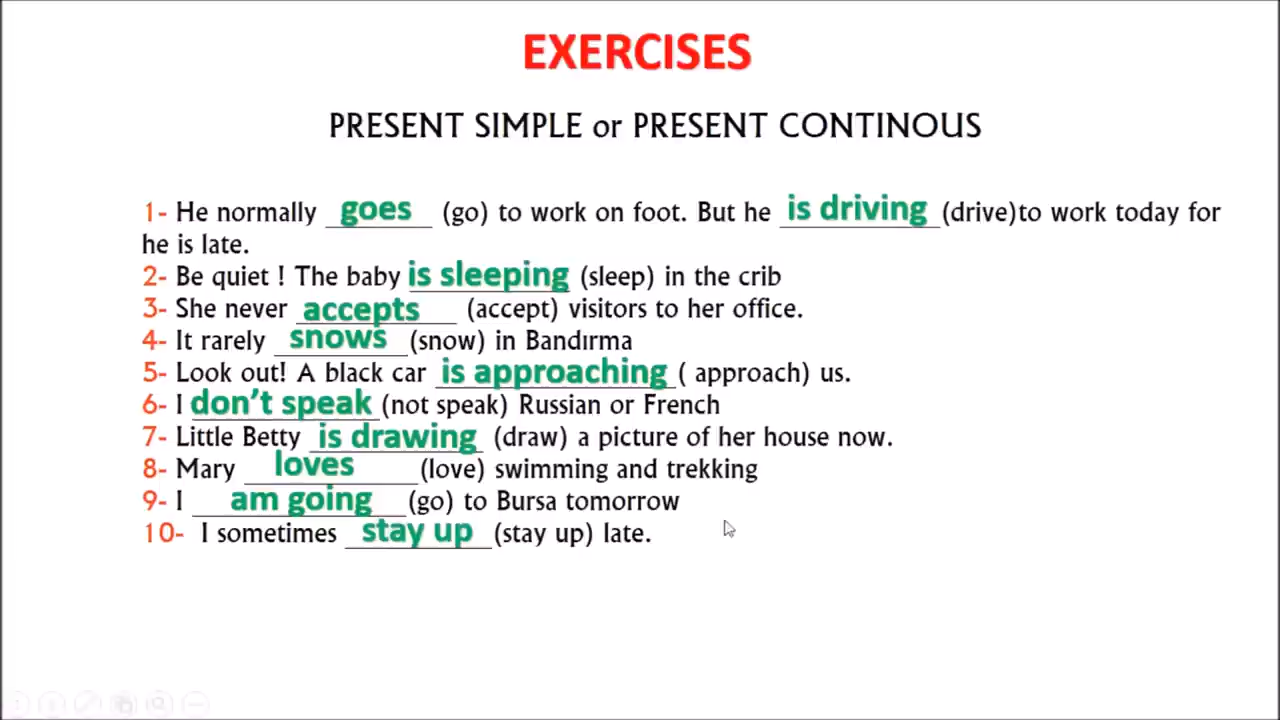 EXERCISES
PRESENT SIMPLE or PRESENT CONTINOUS
1- He normally goes (go) to work on foot. But he is driving (drive)to work today for
he is late.
2- Be quiet ! The baby is sleeping (sleep) in the crib
3- She never accepts (accept) visitors to her office.
4- It rarely snows (snow) in Bandırma
5- Look out! A black car is approaching ( approach) us.
6- I don't speak (not speak) Russian or French
7- Little Betty is drawing (draw) a picture of her house now.
8- Mary loves (love) swimming and trekking
9- I am going (go) to Bursa tomorrow
10- I sometimes stay up (stay up) late.